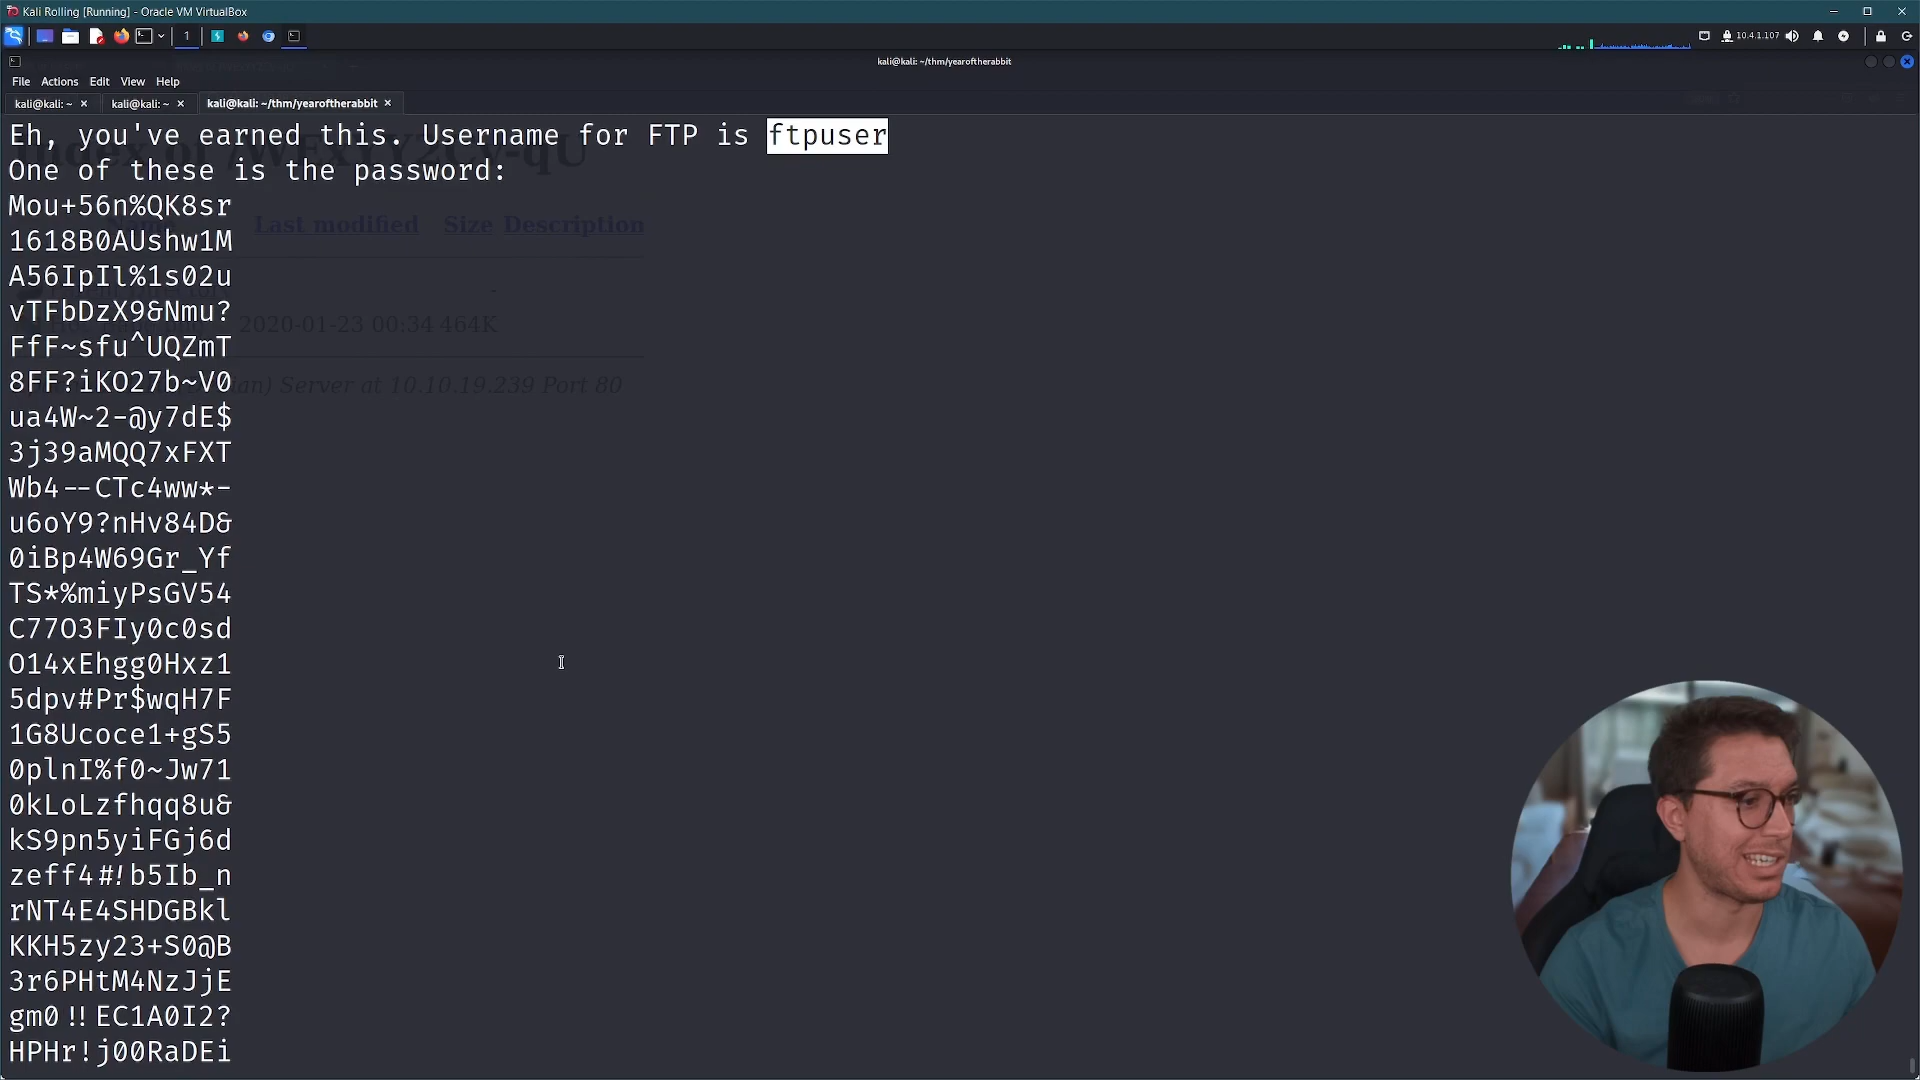 Kali Rolling [Running] - Oracle VM VirtualBox
1
10.4.1.107
kali@kali: ~/thm/yearoftherabbit
File Actions Edit View Help
kali@kali: ~ × kali@kali: ~ × kali@kali: ~/thm/yearoftherabbit ×
Eh, you've earned this. Username for FTP is ftpuser
One of these is the password:
Mou+56n%QK8sr
Last modified Size Description
1618B0AUshw1M
A56IpIl%1s02u
vTFbDzX9&Nmu?
2020-01-23 00:34 464K
FfF~sfu^UQZmT
8FF?iKO27b~V0
Server at 10.10.19.239 Port 80
ua4W~2-@y7dE$
3j39aMQQ7xFXT
Wb4--CTc4ww*-
u6oY9?nHv84D&
0iBp4W69Gr_Yf
TS*%miyPsGV54
C77O3FIy0c0sd
O14xEhgg0Hxz1
5dpv#Pr$wqH7F
1G8Ucoce1+gS5
0plnI%f0~Jw71
0kLoLzfhqq8u&
kS9pn5yiFGj6d
zeff4#!b5Ib_n
rNT4E4SHDGBkl
KKH5zy23+S0@B
3r6PHtM4NzJjE
gm0!!EC1A0I2?
HPHr!j00RaDEi